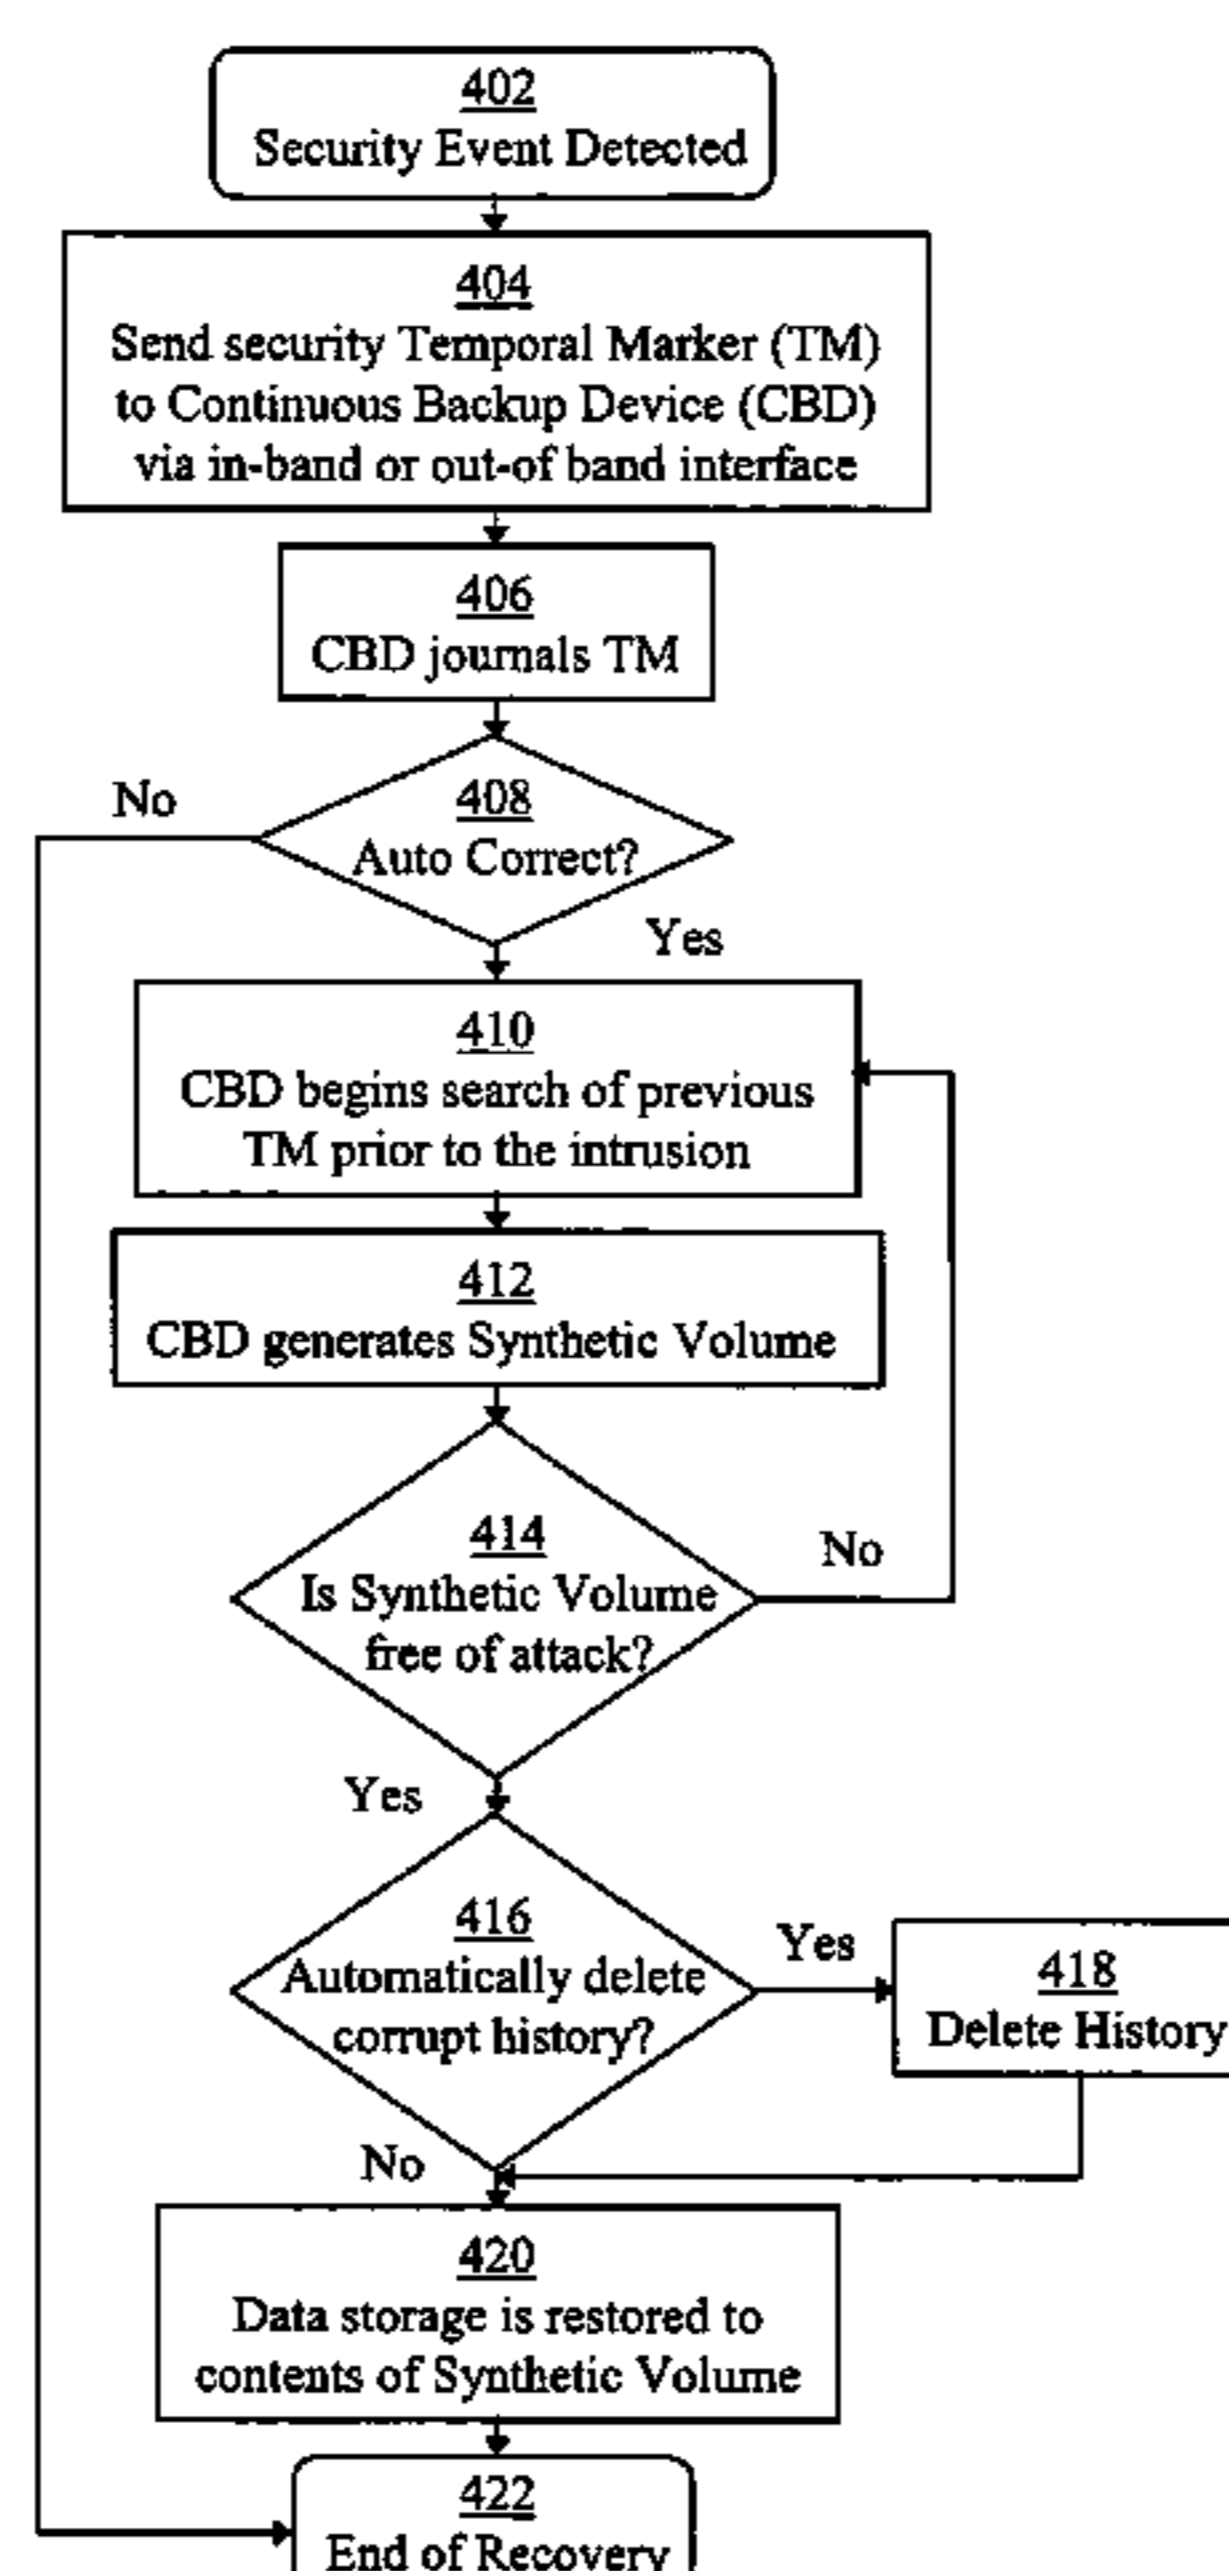 402
Security Event Detected
404
Send security Temporal Marker (TM)
to Continuous Backup Device (CBD)
via in-band or out-of band interface
406
CBD journals TM
408
Auto Correct?
No
Yes
410
CBD begins search of previous
TM prior to the intrusion
412
CBD generates Synthetic Volume
414
Is Synthetic Volume
free of attack?
No
Yes
416
Automatically delete
corrupt history?
Yes
418
Delete History
No
420
Data storage is restored to
contents of Synthetic Volume
422
End of Recovery